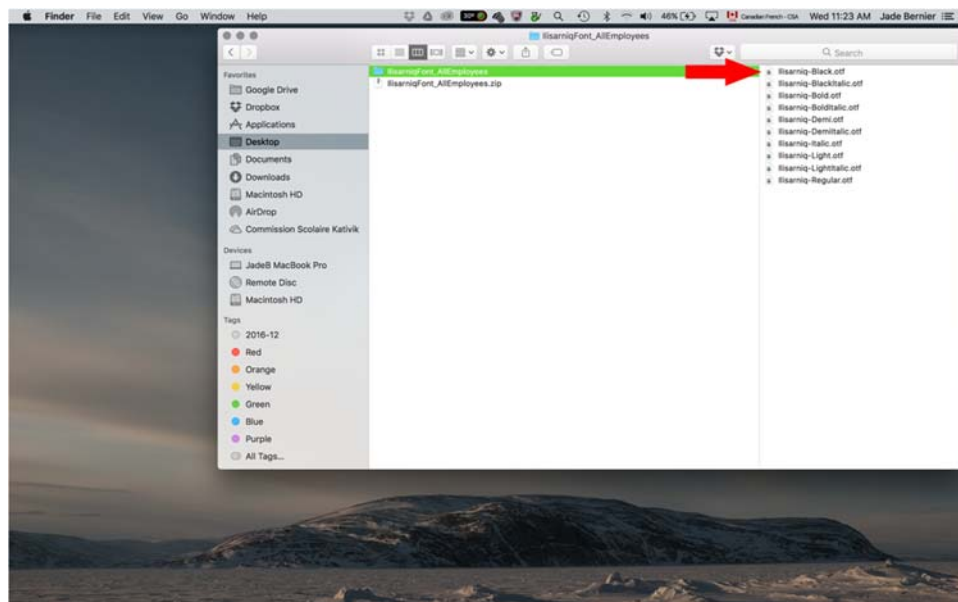 Finder File Edit View Go Window Help 46% Canadian French - CSA Wed 11:23 AM Jade Bernier
IlisarniqFont_AllEmployees
Search
Favorites
Google Drive
Dropbox
Applications
Desktop
Documents
Downloads
Macintosh HD
AirDrop
Commission Scolaire Kativik
Devices
JadeB MacBook Pro
Remote Disc
Macintosh HD
Tags
2016-12
Red
Orange
Yellow
Green
Blue
Purple
All Tags...
IlisarniqFont_AllEmployees
IlisarniqFont_AllEmployees.zip
Ilisarniq-Black.otf
Ilisarniq-BlackItalic.otf
Ilisarniq-Bold.otf
Ilisarniq-BoldItalic.otf
Ilisarniq-Demi.otf
Ilisarniq-DemiItalic.otf
Ilisarniq-Italic.otf
Ilisarniq-Light.otf
Ilisarniq-LightItalic.otf
Ilisarniq-Regular.otf